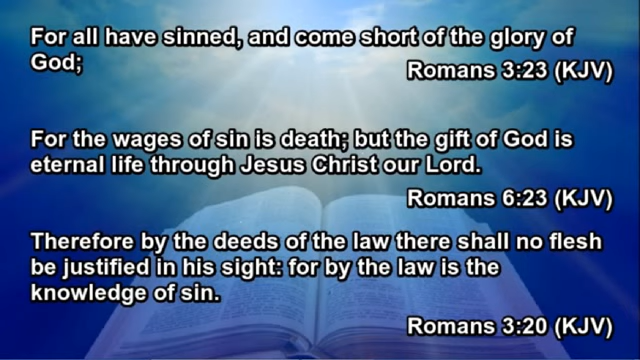 For all have sinned, and come short of the glory of
God;
Romans 3:23 (KJV)
For the wages of sin is death; but the gift of God is
eternal life through Jesus Christ our Lord.
Romans 6:23 (KJV)
Therefore by the deeds of the law there shall no flesh
be justified in his sight: for by the law is the
knowledge of sin.
Romans 3:20 (KJV)